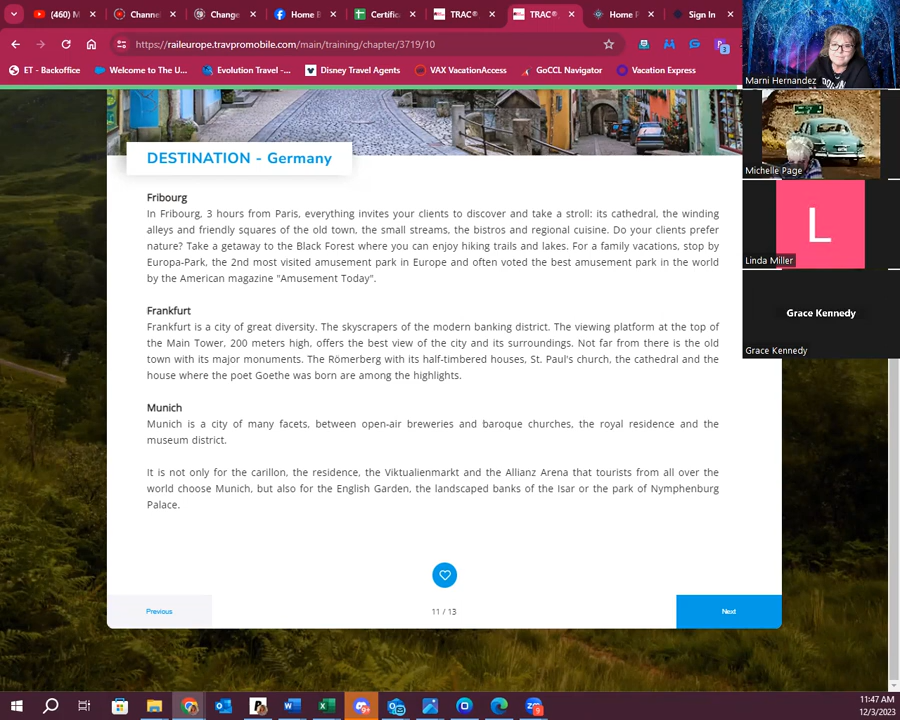 (460) M
Channel
Change
Home B
Certific
TRAC®
TRAC®
Home P
Sign In
https://raileurope.travpromobile.com/main/training/chapter/3719/10
3
ET - Backoffice
Welcome to The U...
Evolution Travel -...
Disney Travel Agents
VAX VacationAccess
GoCCL Navigator
Vacation Express
Marni Hernandez
Michelle Page
L
Linda Miller
Grace Kennedy
Grace Kennedy
DESTINATION - Germany
Fribourg
In Fribourg, 3 hours from Paris, everything invites your clients to discover and take a stroll: its cathedral, the winding
alleys and friendly squares of the old town, the small streams, the bistros and regional cuisine. Do your clients prefer
nature? Take a getaway to the Black Forest where you can enjoy hiking trails and lakes. For a family vacations, stop by
Europa-Park, the 2nd most visited amusement park in Europe and often voted the best amusement park in the world
by the American magazine "Amusement Today".
Frankfurt
Frankfurt is a city of great diversity. The skyscrapers of the modern banking district. The viewing platform at the top of
the Main Tower, 200 meters high, offers the best view of the city and its surroundings. Not far from there is the old
town with its major monuments. The Römerberg with its half-timbered houses, St. Paul's church, the cathedral and the
house where the poet Goethe was born are among the highlights.
Munich
Munich is a city of many facets, between open-air breweries and baroque churches, the royal residence and the
museum district.
It is not only for the carillon, the residence, the Viktualienmarkt and the Allianz Arena that tourists from all over the
world choose Munich, but also for the English Garden, the landscaped banks of the Isar or the park of Nymphenburg
Palace.
Previous
11 / 13
Next
11:47 AM
12/3/2023